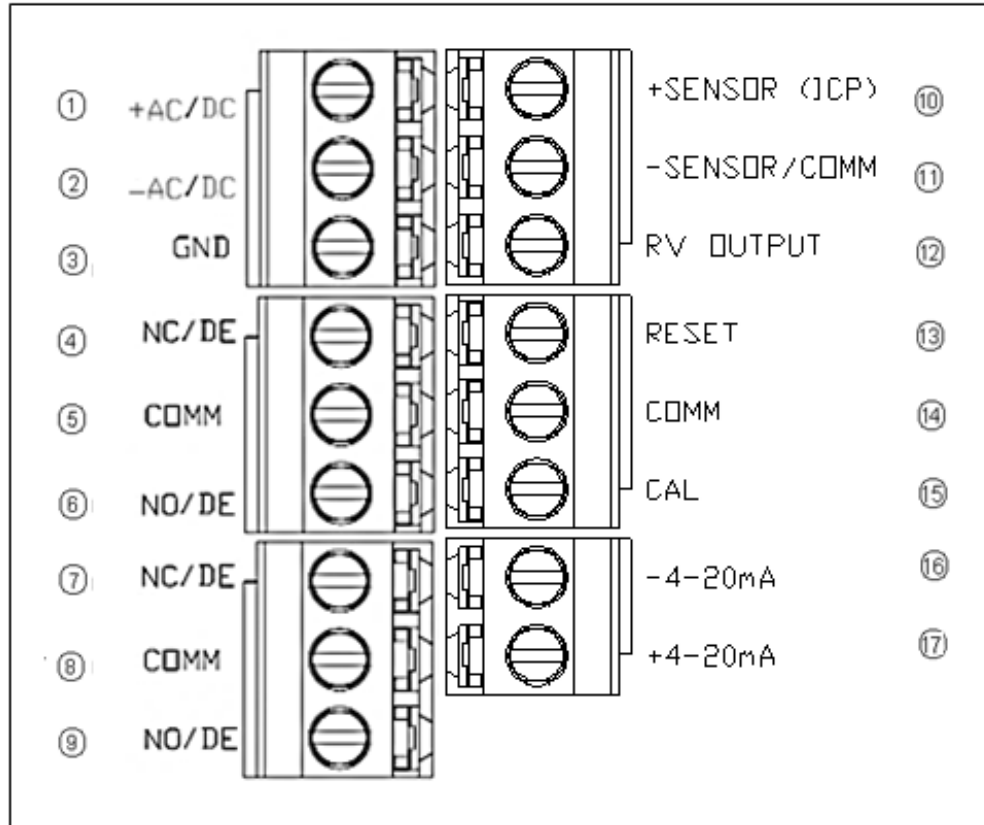 ① +AC/DC
② -AC/DC
③ GND
④ NC/DE
⑤ COMM
⑥ NO/DE
⑦ NC/DE
⑧ COMM
⑨ NO/DE
+SENSOR (ICP) ⑩
-SENSOR/COMM ⑪
RV OUTPUT ⑫
RESET ⑬
COMM ⑭
CAL ⑮
-4-20mA ⑯
+4-20mA ⑰